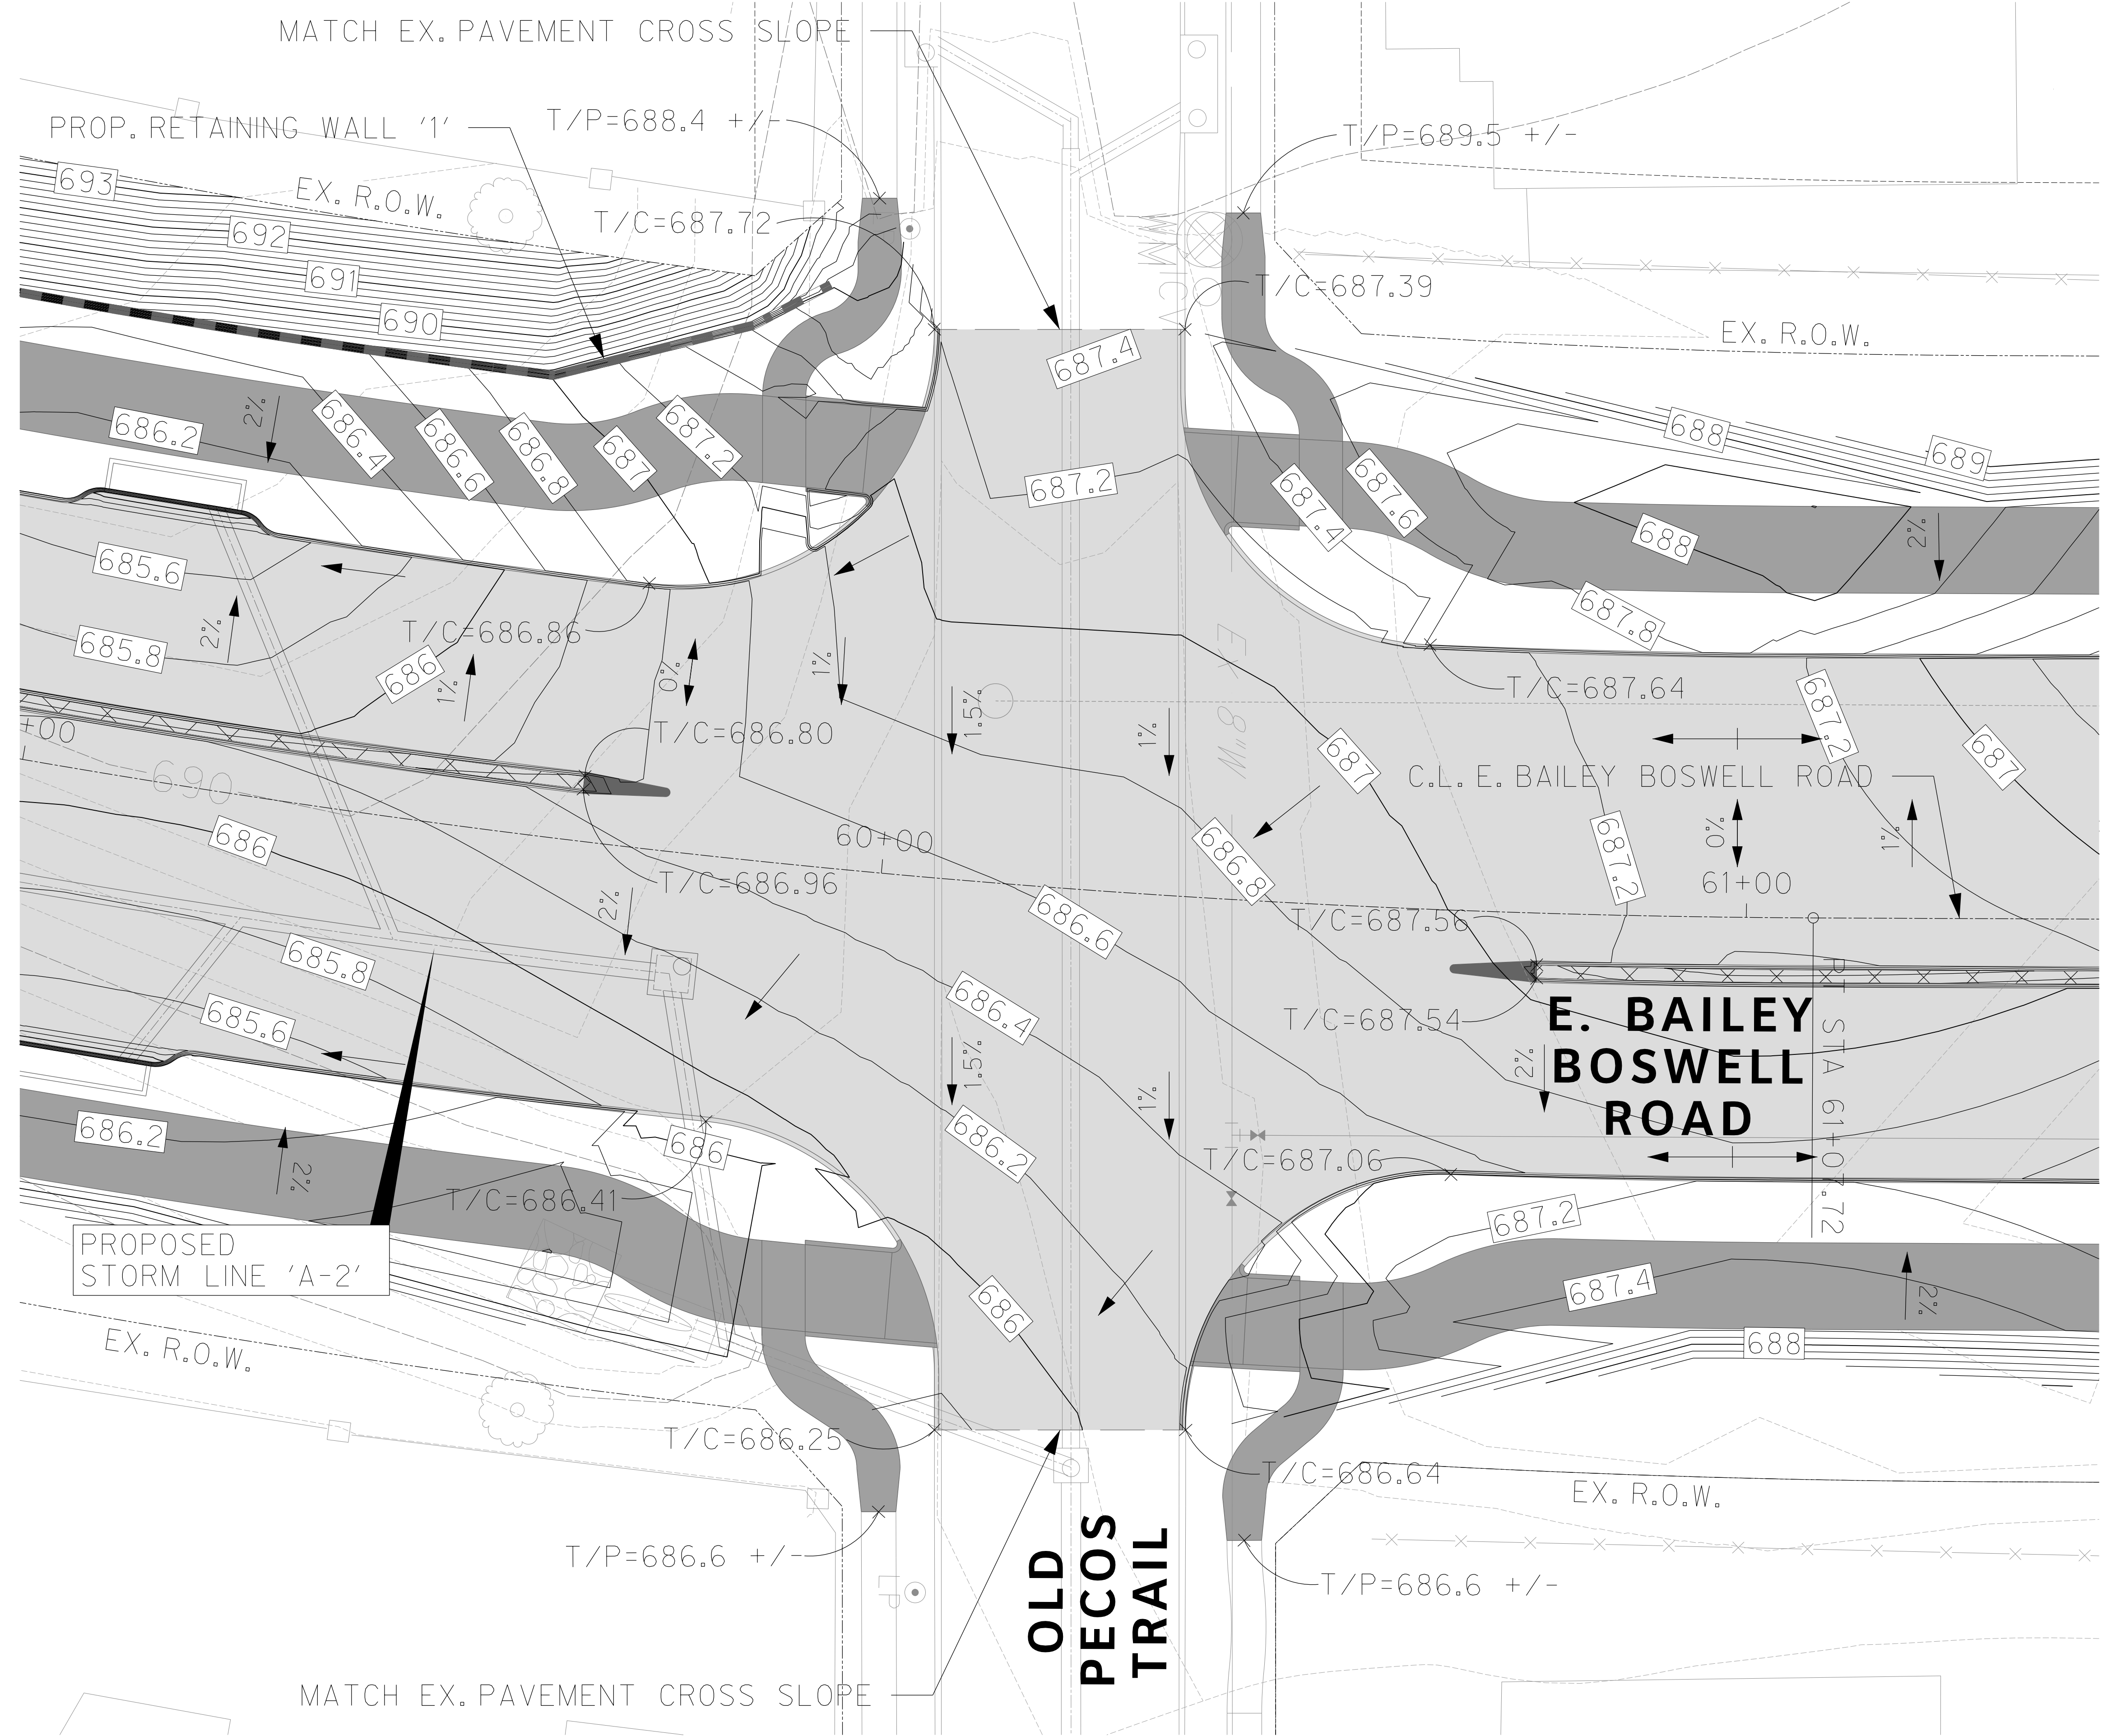 MATCH EX. PAVEMENT CROSS SLOPE
PROP. RETAINING WALL '1'
T/P=688.4 +/-
T/P=689.5 +/-
693
EX. R.O.W.
T/C=687.72
692
691
690
T/C=687.39
EX. R.O.W.
687.4
686.2
2%
686.4
686.6
686.8
687
687.2
687.2
687.4
687.6
688
689
688
2%
685.6
2%
685.8
T/C=686.86
686
1%
0%
1%
687.8
T/C=687.64
EX
8"W
+00
690
T/C=686.80
1.5%
1%
687
687.2
687
C.L. E. BAILEY BOSWELL ROAD
686
60+00
T/C=686.96
686.8
687.2
0%
1%
61+00
2%
686.6
T/C=687.56
685.8
685.6
686.4
T/C=687.54
E. BAILEY
BOSWELL
ROAD
PT STA 61+07.72
1.5%
1%
2%
686.2
686
686.2
T/C=687.06
2%
T/C=686.41
687.2
PROPOSED
STORM LINE 'A-2'
686
687.4
2%
688
EX. R.O.W.
T/C=686.25
T/C=686.64
EX. R.O.W.
T/P=686.6 +/-
T/P=686.6 +/-
P
OLD
PECOS
TRAIL
MATCH EX. PAVEMENT CROSS SLOPE